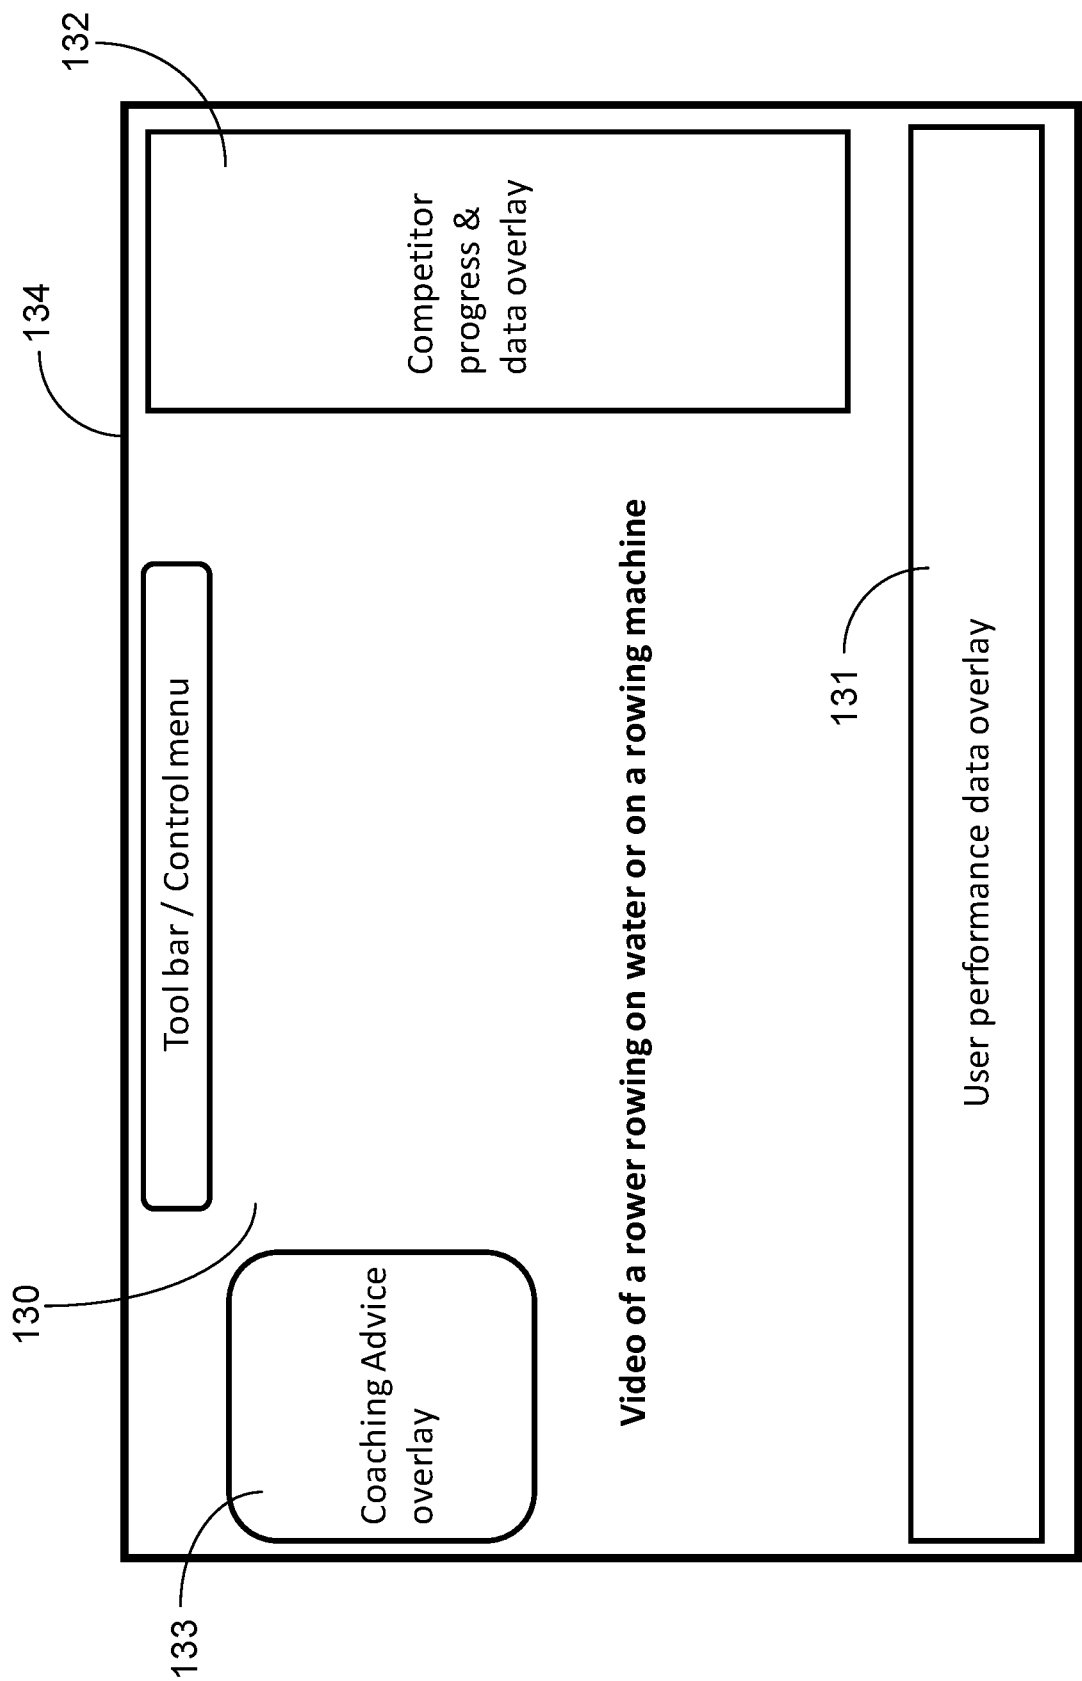 134
132
130
Tool bar / Control menu
133
Coaching Advice
overlay
Competitor
progress &
data overlay
Video of a rower rowing on water or on a rowing machine
131
User performance data overlay